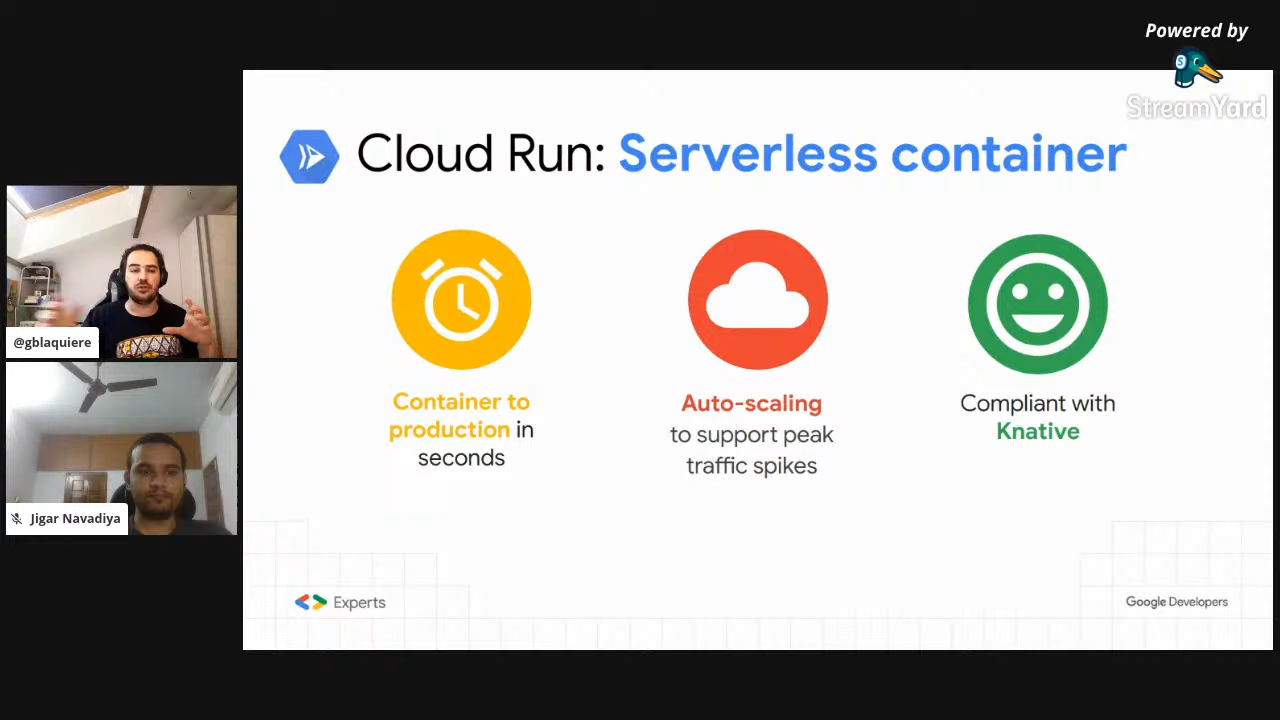 Powered by
StreamYard
Cloud Run: Serverless container
Container to
production in
seconds
Auto-scaling
to support peak
traffic spikes
Compliant with
Knative
@gblaquiere
Jigar Navadiya
Experts
Google Developers